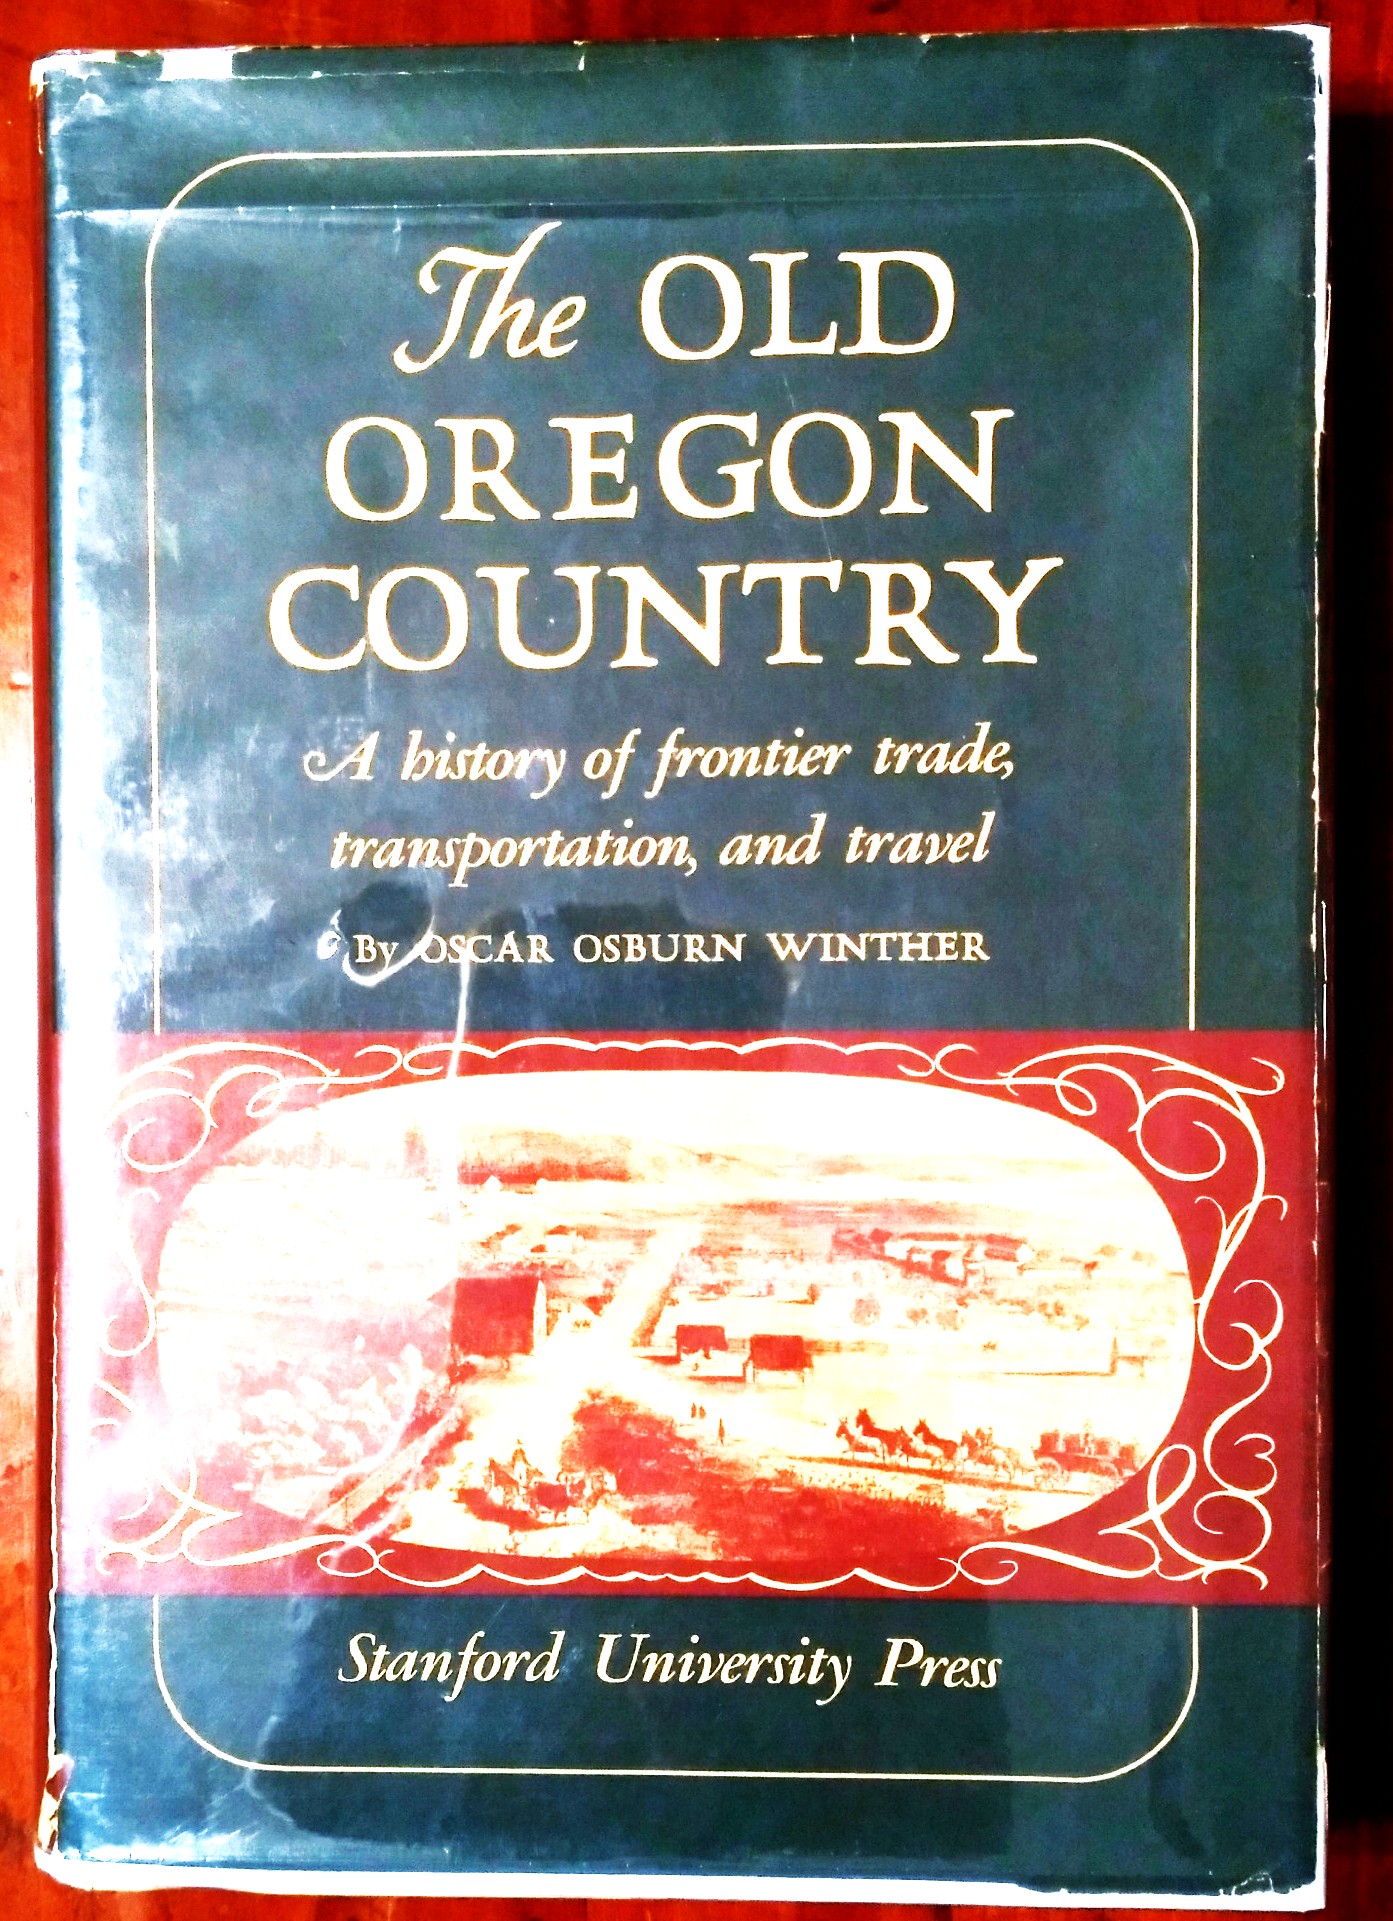 The OLD
OREGON
COUNTRY
A history of frontier trade,
transportation, and travel
By OSCAR OSBURN WINTHER
Stanford University Press